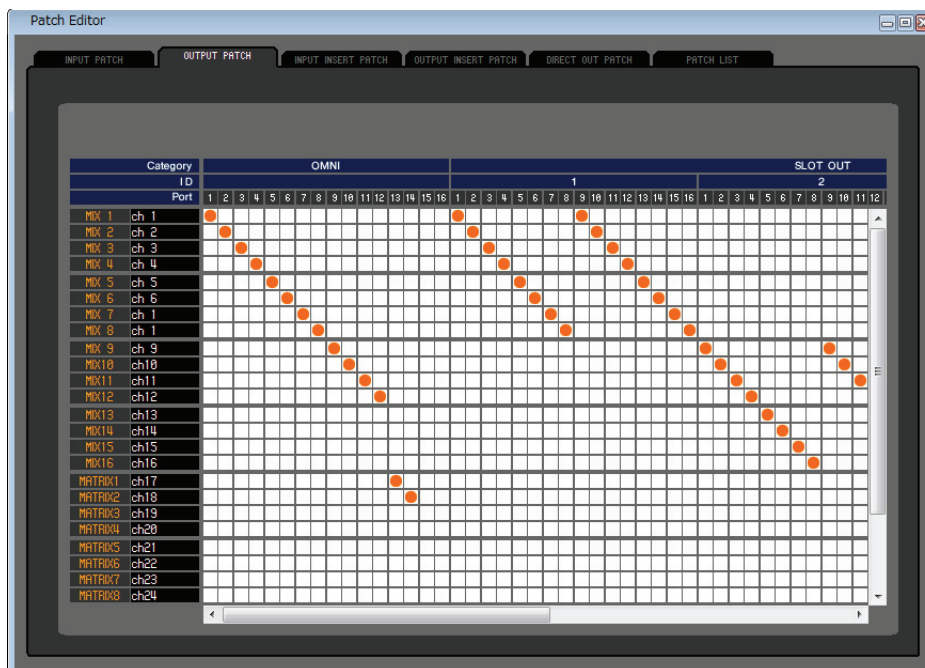 Patch Editor
INPUT PATCH OUTPUT PATCH INPUT INSERT PATCH OUTPUT INSERT PATCH DIRECT OUT PATCH PATCH LIST
Category OMNI SLOT OUT
ID 1 2
Port 1 2 3 4 5 6 7 8 9 10 11 12 13 14 15 16 1 2 3 4 5 6 7 8 9 10 11 12 13 14 15 16 1 2 3 4 5 6 7 8 9 10 11 12
MIX 1 ch 1
MIX 2 ch 2
MIX 3 ch 3
MIX 4 ch 4
MIX 5 ch 5
MIX 6 ch 6
MIX 7 ch 1
MIX 8 ch 1
MIX 9 ch 9
MIX10 ch10
MIX11 ch11
MIX12 ch12
MIX13 ch13
MIX14 ch14
MIX15 ch15
MIX16 ch16
MATRIX1 ch17
MATRIX2 ch18
MATRIX3 ch19
MATRIX4 ch20
MATRIX5 ch21
MATRIX6 ch22
MATRIX7 ch23
MATRIX8 ch24